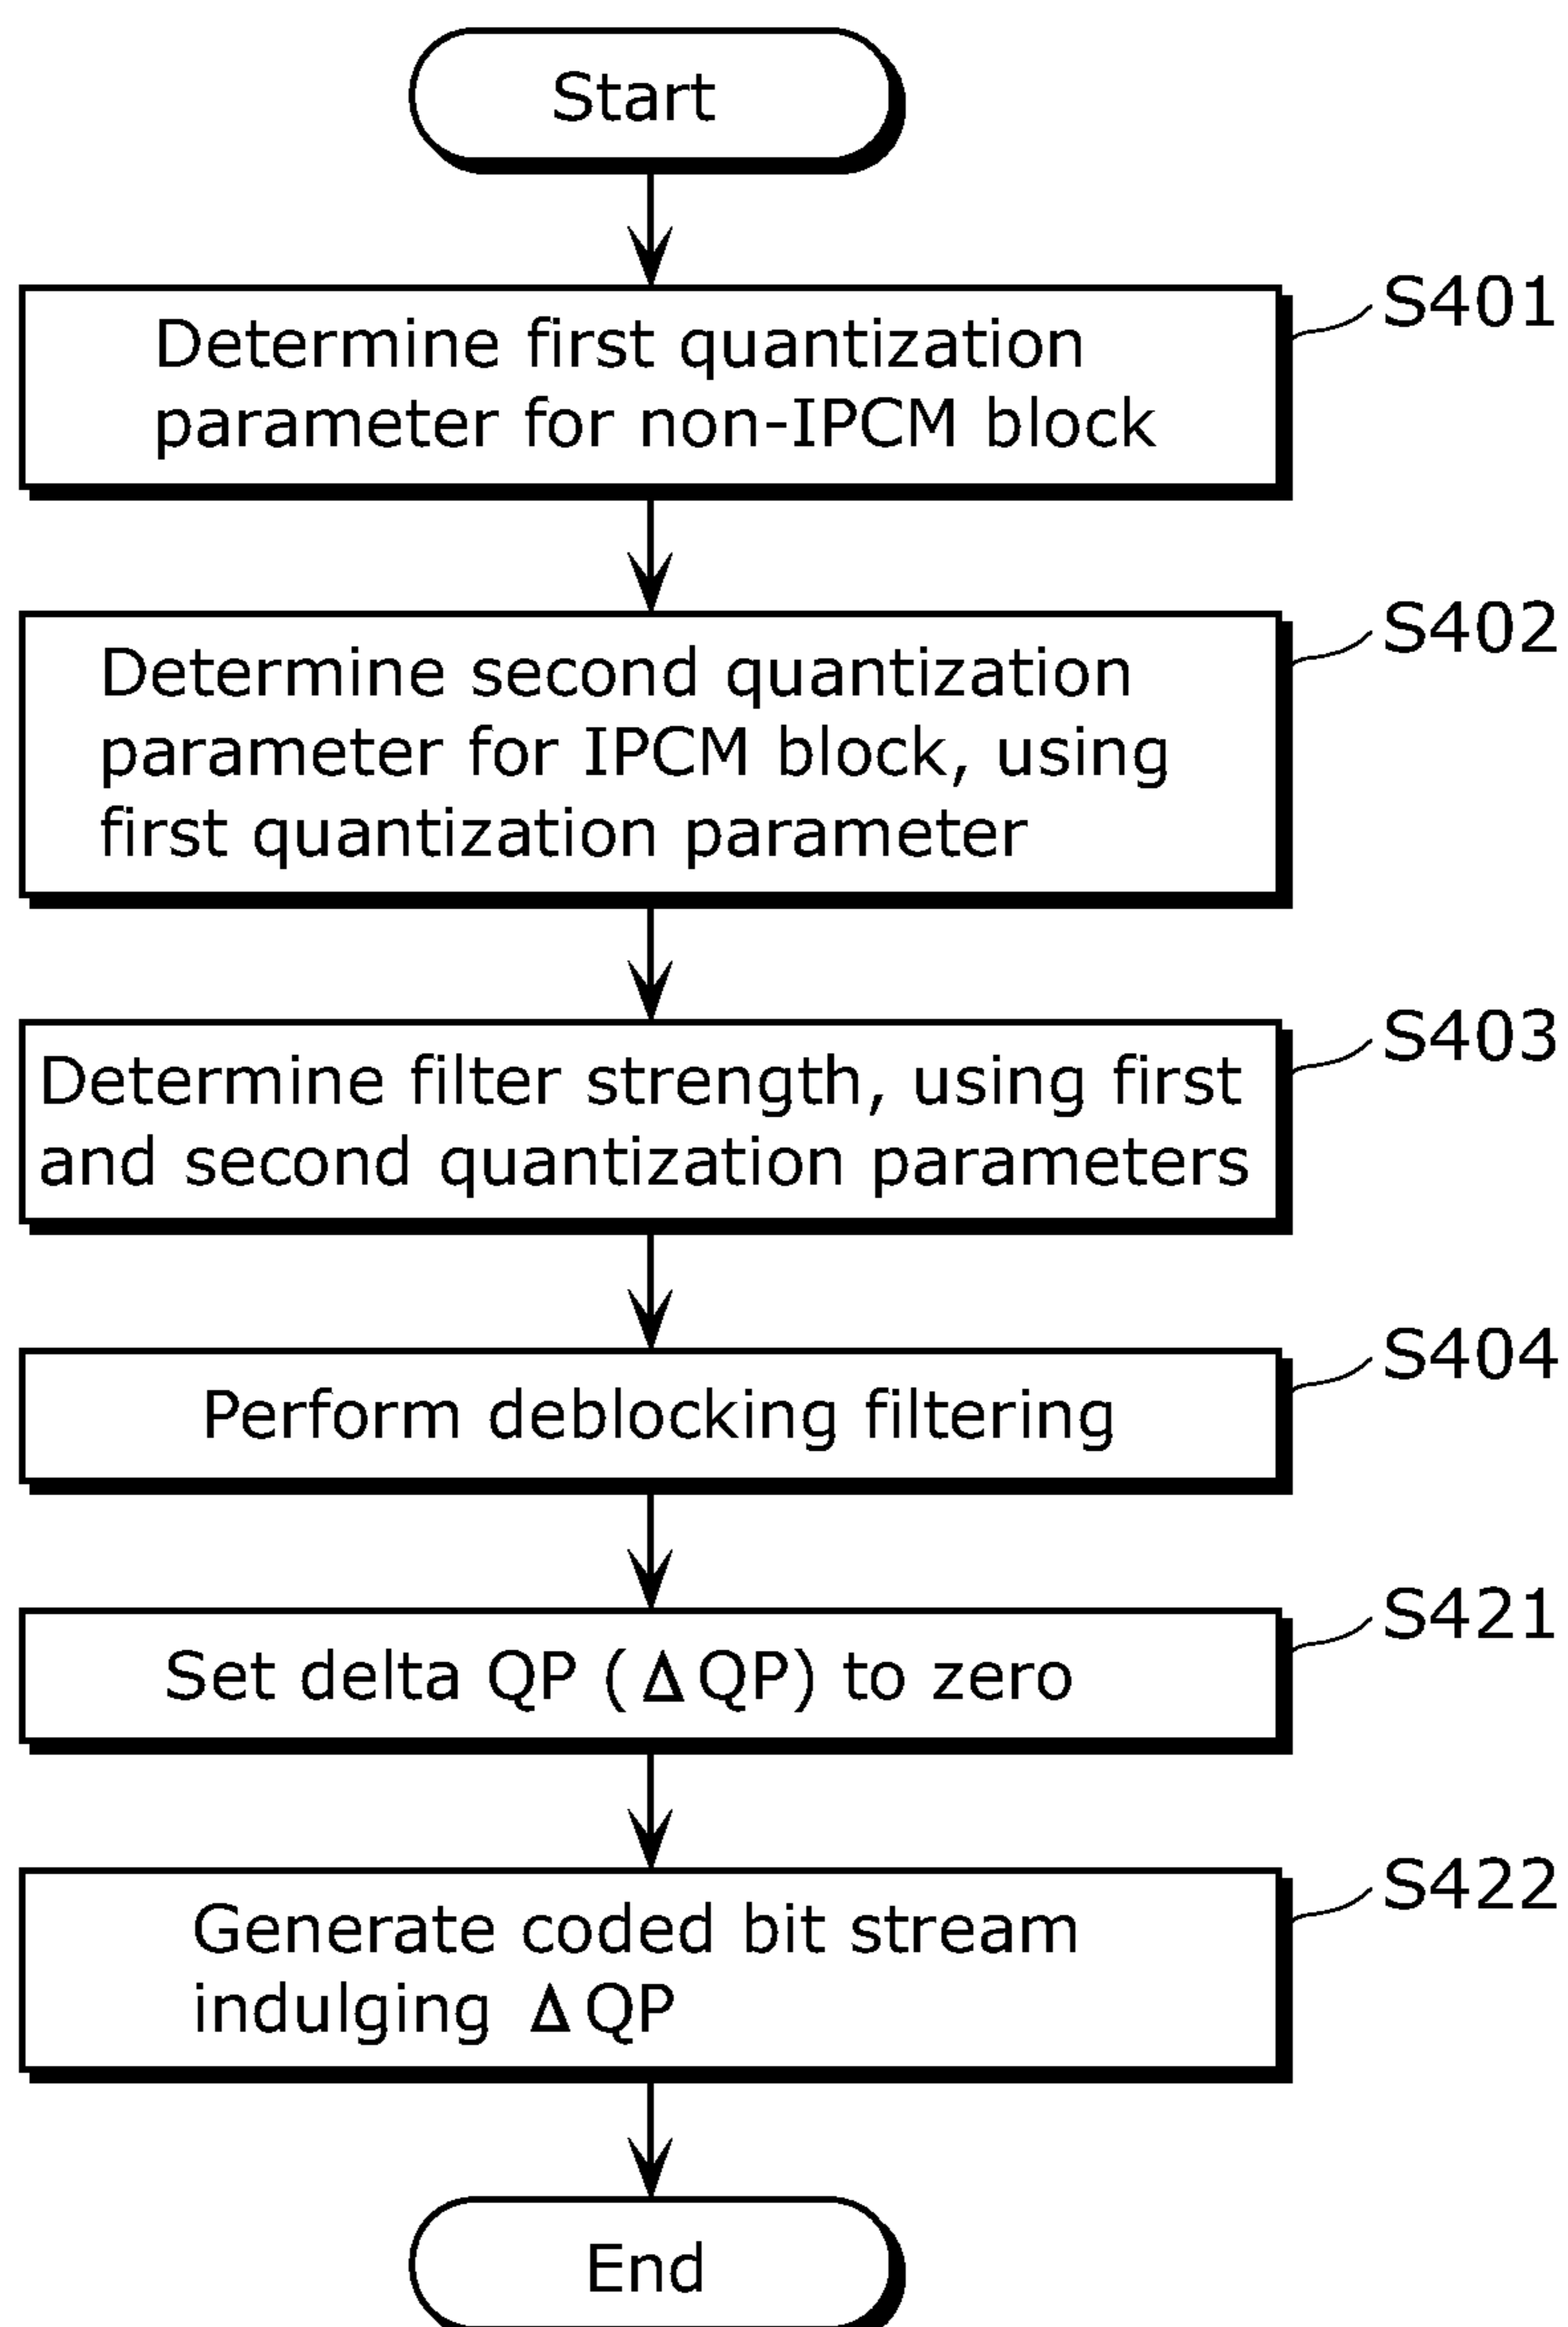 Start
S401
Determine first quantization
parameter for non-IPCM block
S402
Determine second quantization
parameter for IPCM block, using
first quantization parameter
S403
Determine filter strength, using first
and second quantization parameters
S404
Perform deblocking filtering
S421
Set delta QP (ΔQP) to zero
S422
Generate coded bit stream
indulging ΔQP
End